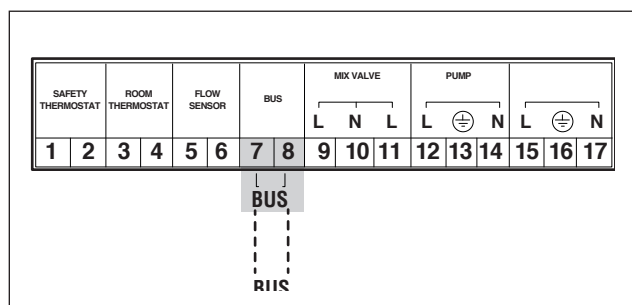 SAFETY THERMOSTAT ROOM THERMOSTAT FLOW SENSOR BUS MIX VALVE PUMP
L N L L N L N
1 2 3 4 5 6 7 8 9 10 11 12 13 14 15 16 17
BUS
BUS